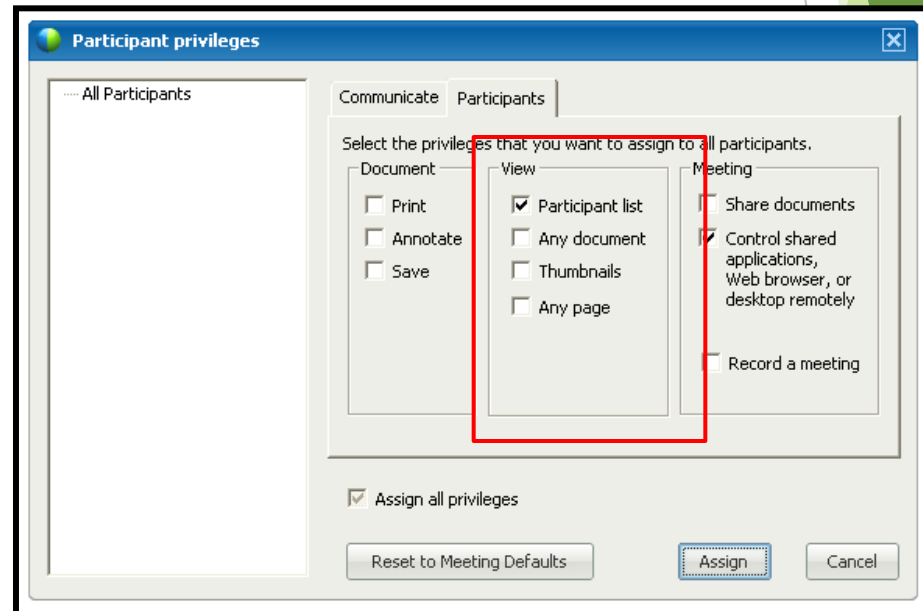 Participant privileges
All Participants
Communicate
Participants
Select the privileges that you want to assign to all participants.
Document
Print
Annotate
Save
View
Participant list
Any document
Thumbnails
Any page
Meeting
Share documents
Control shared
applications,
Web browser, or
desktop remotely
Record a meeting
Assign all privileges
Reset to Meeting Defaults
Assign
Cancel